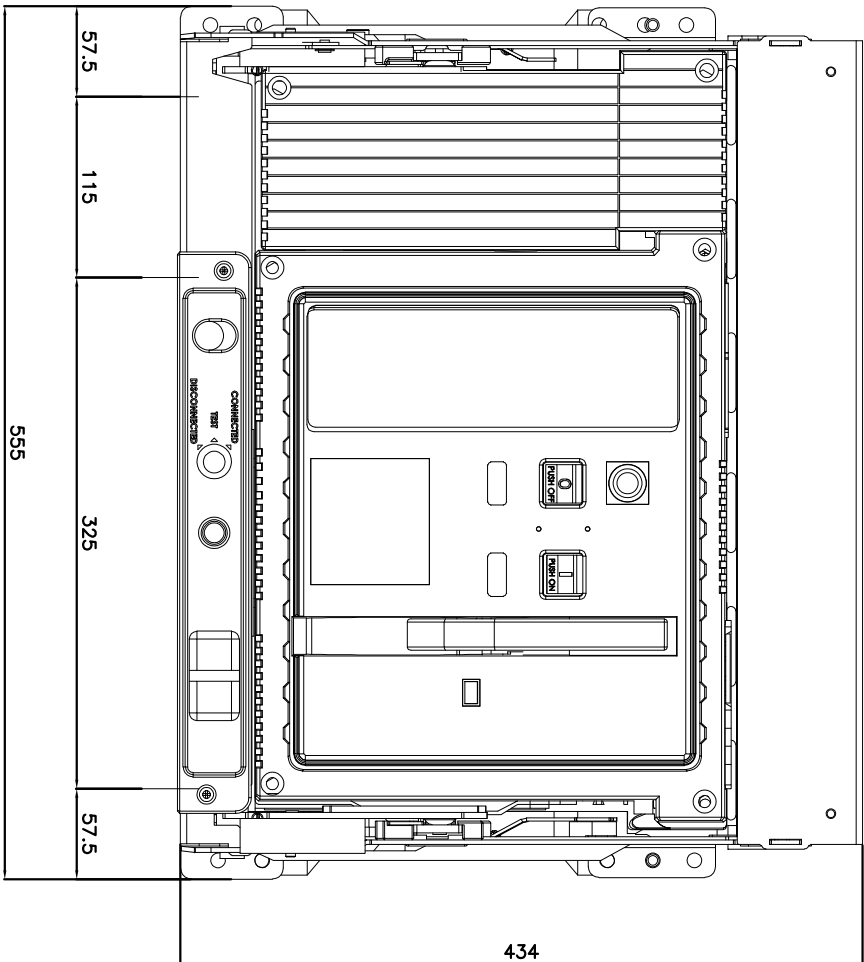 57.5
115
325
57.5
555
434
CONNECTED
TEST
DISCONNECTED
PUSH OFF
PUSH ON